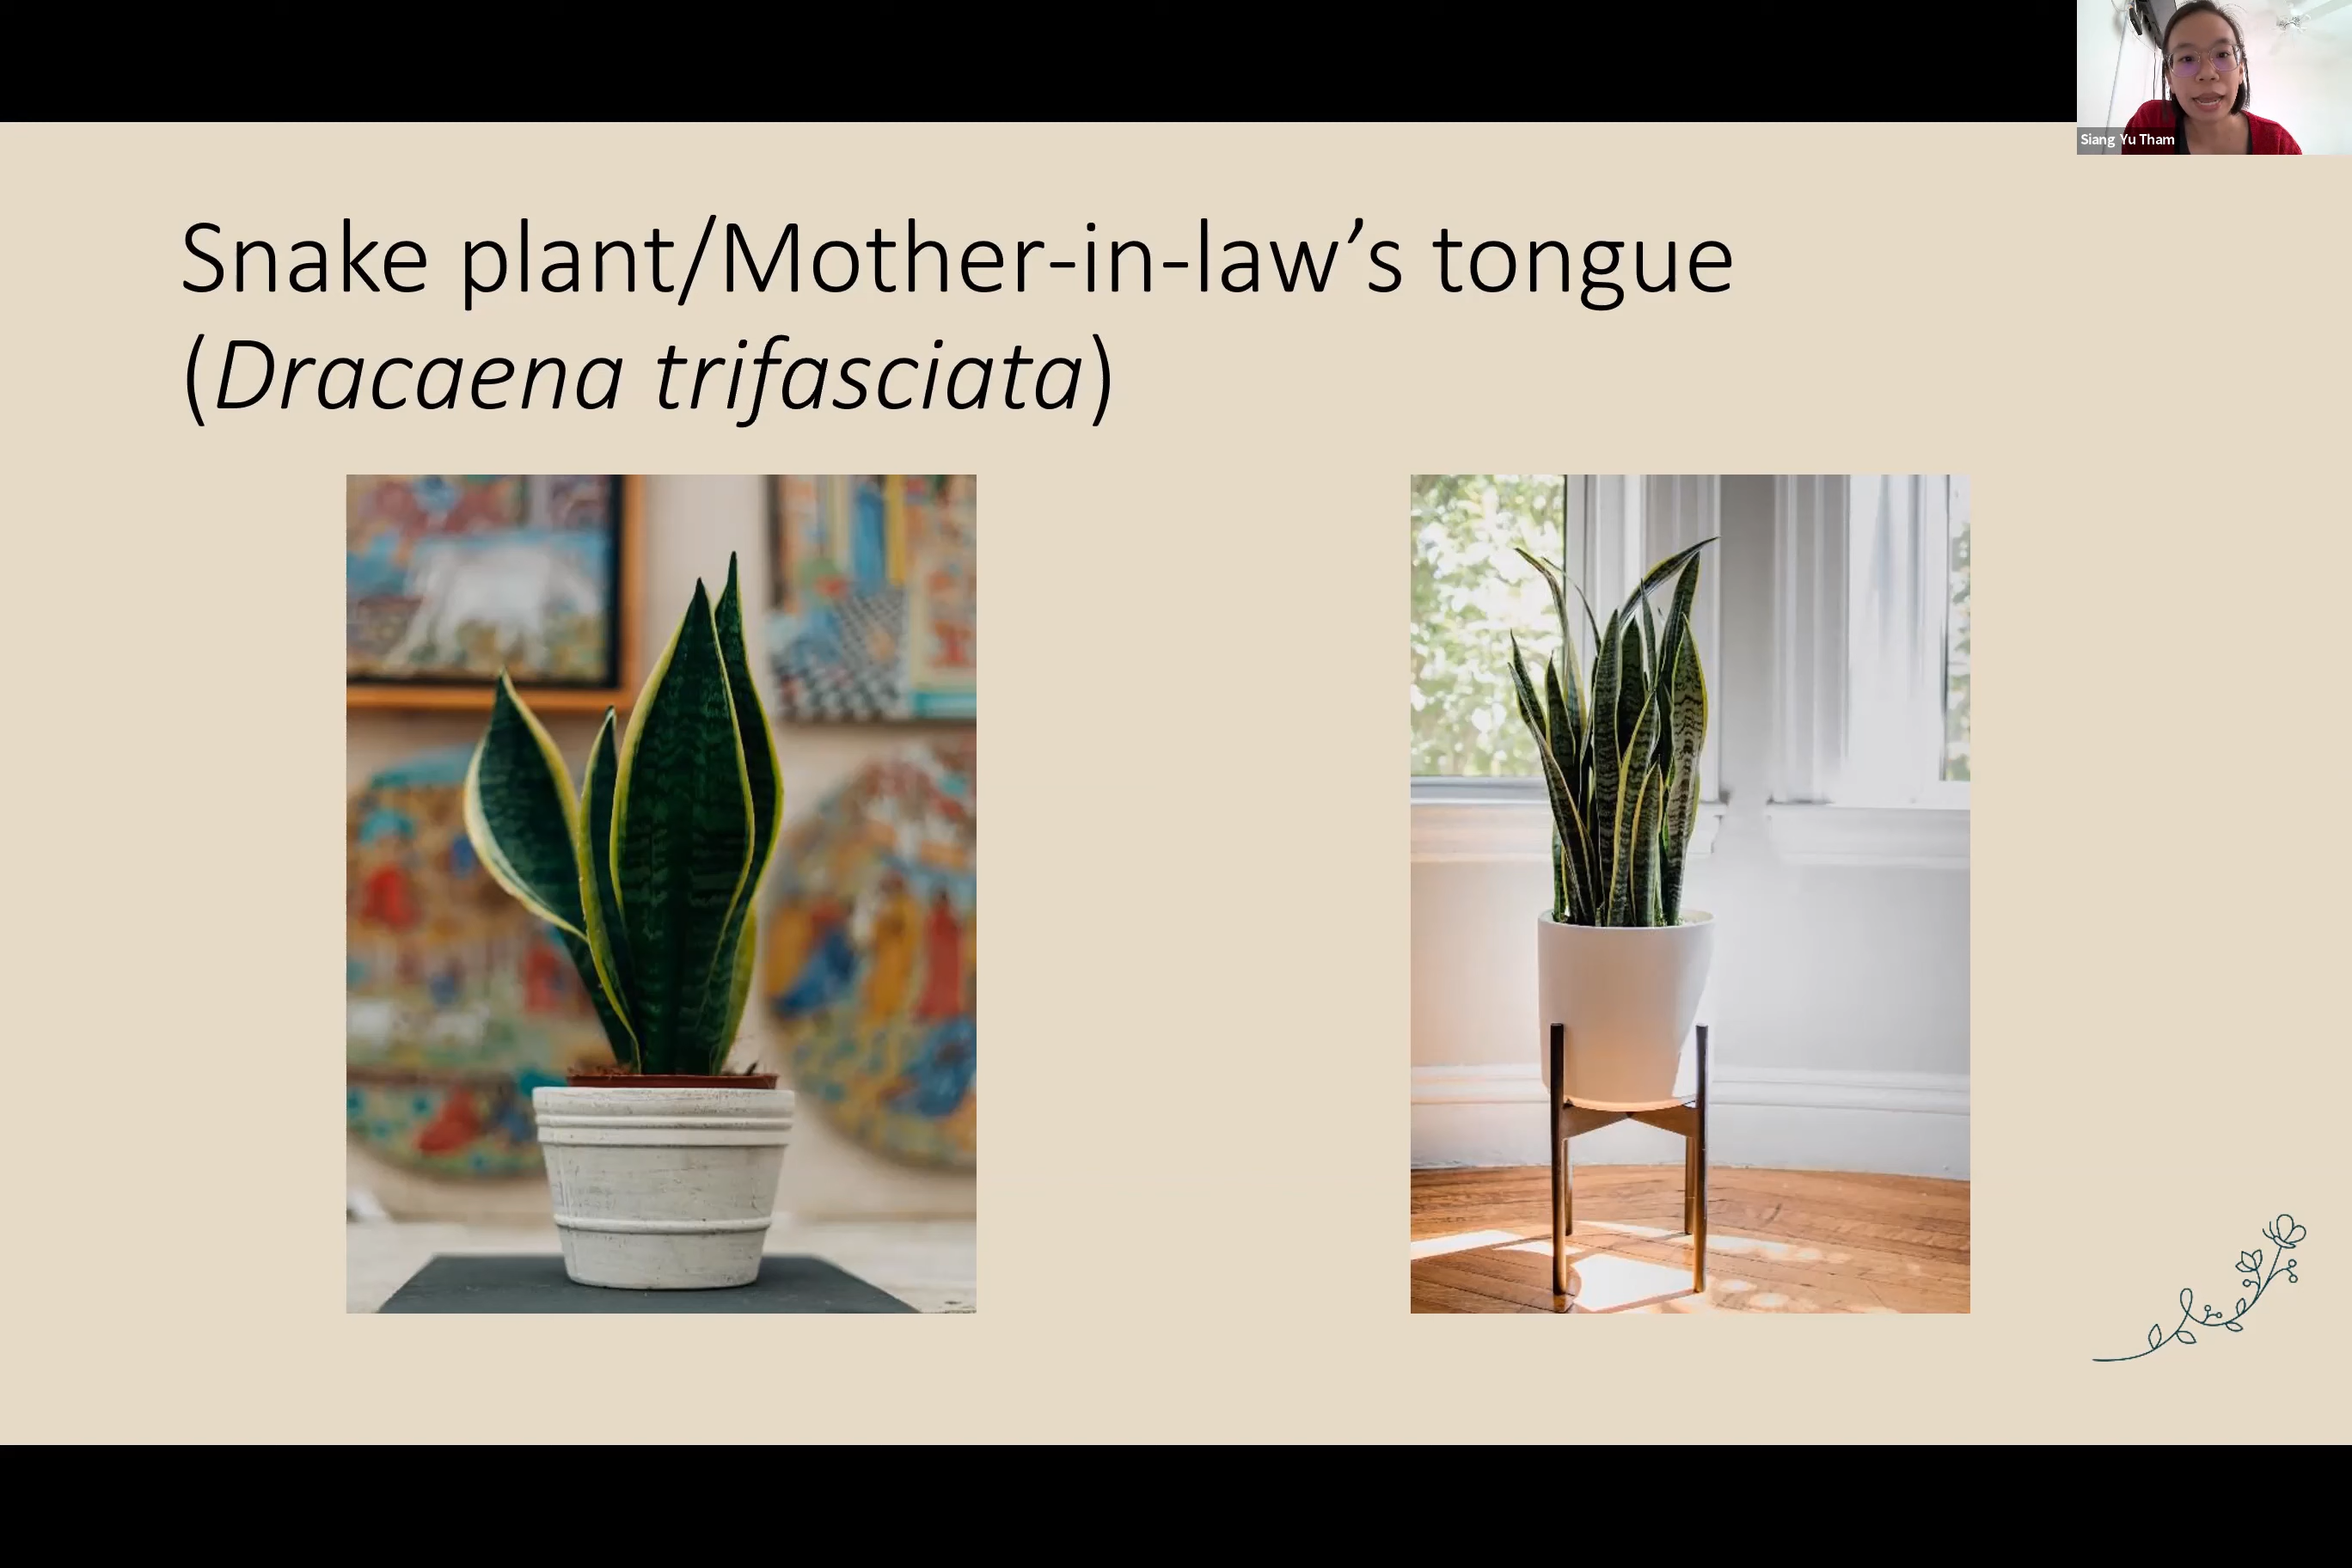 Siang Yu Tham
Snake plant/Mother-in-law’s tongue
(Dracaena trifasciata)